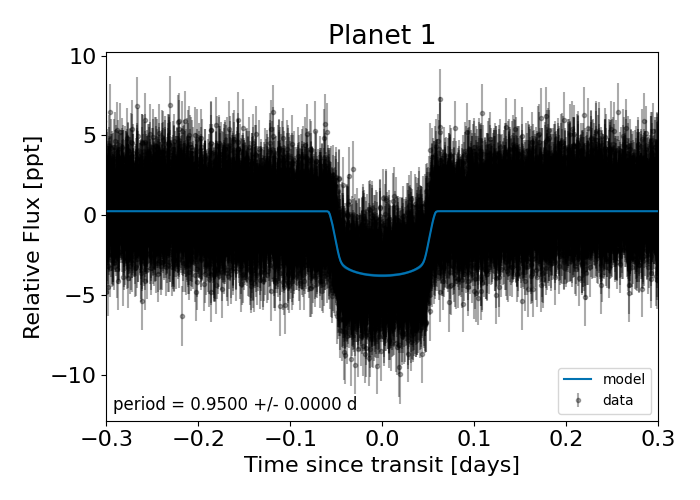 Planet 1
Relative Flux [ppt]
10
5
0
−5
−10
period = 0.9500 +/- 0.0000 d
model
data
−0.3 −0.2 −0.1 0.0 0.1 0.2 0.3
Time since transit [days]